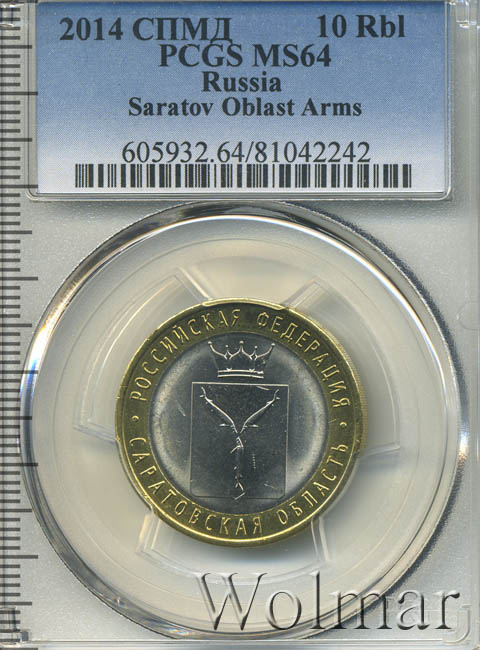 2014 СПМД 10 Rbl
PCGS MS64
Russia
Saratov Oblast Arms
605932.64/81042242
• РОССИЙСКАЯ ФЕДЕРАЦИЯ •
САРАТОВСКАЯ ОБЛАСТЬ
Wolmar